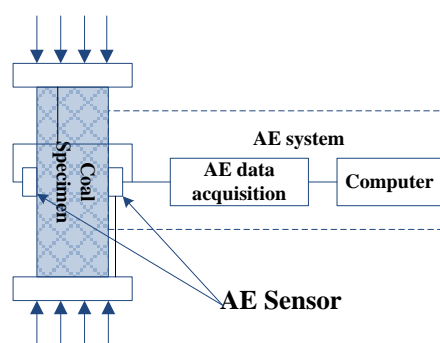 Coal
Specimen
AE system
AE data
acquisition
Computer
AE Sensor